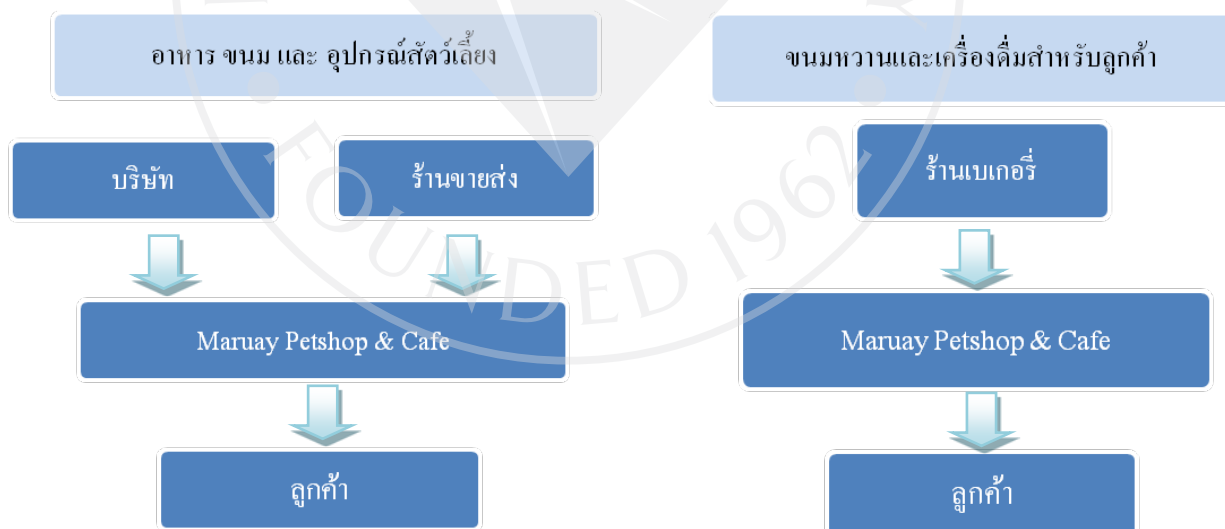 อาหาร ขนม และ อุปกรณ์สัตว์เลี้ยง
บริษัท
ร้านขายส่ง
Maruay Petshop & Cafe
ลูกค้า
ขนมหวานและเครื่องดื่มสำหรับลูกค้า
ร้านเบเกอรี่
Maruay Petshop & Cafe
ลูกค้า
FOUNDED 1962